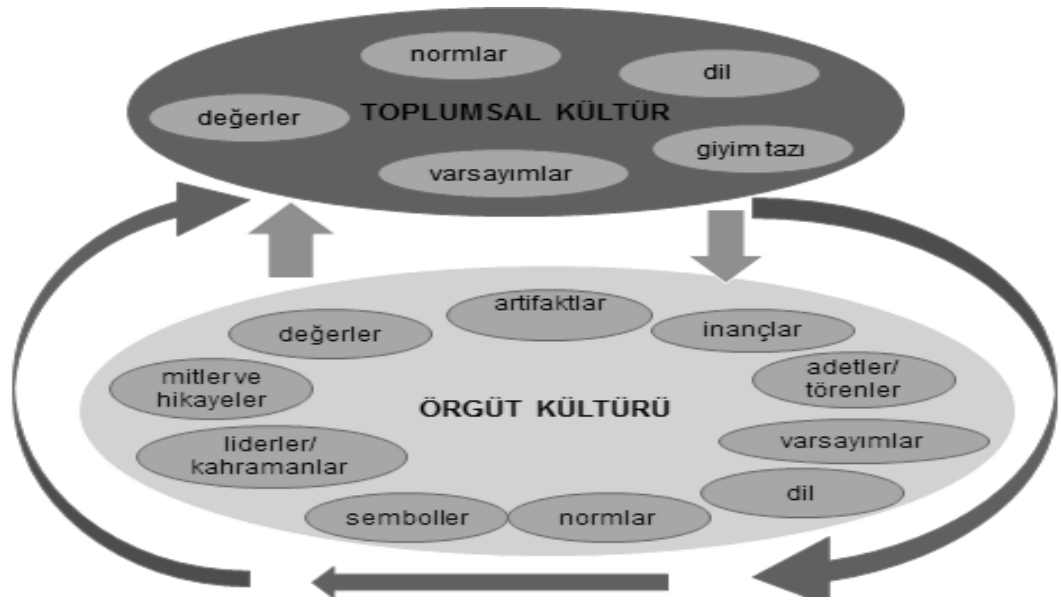 normlar
dil
değerler
TOPLUMSAL KÜLTÜR
giyim tazı
varsayımlar
artifaktlar
değerler
inançlar
mitler ve
hikayeler
adetler/
törenler
ÖRGÜT KÜLTÜRÜ
liderler/
kahramanlar
varsayımlar
dil
semboller
normlar